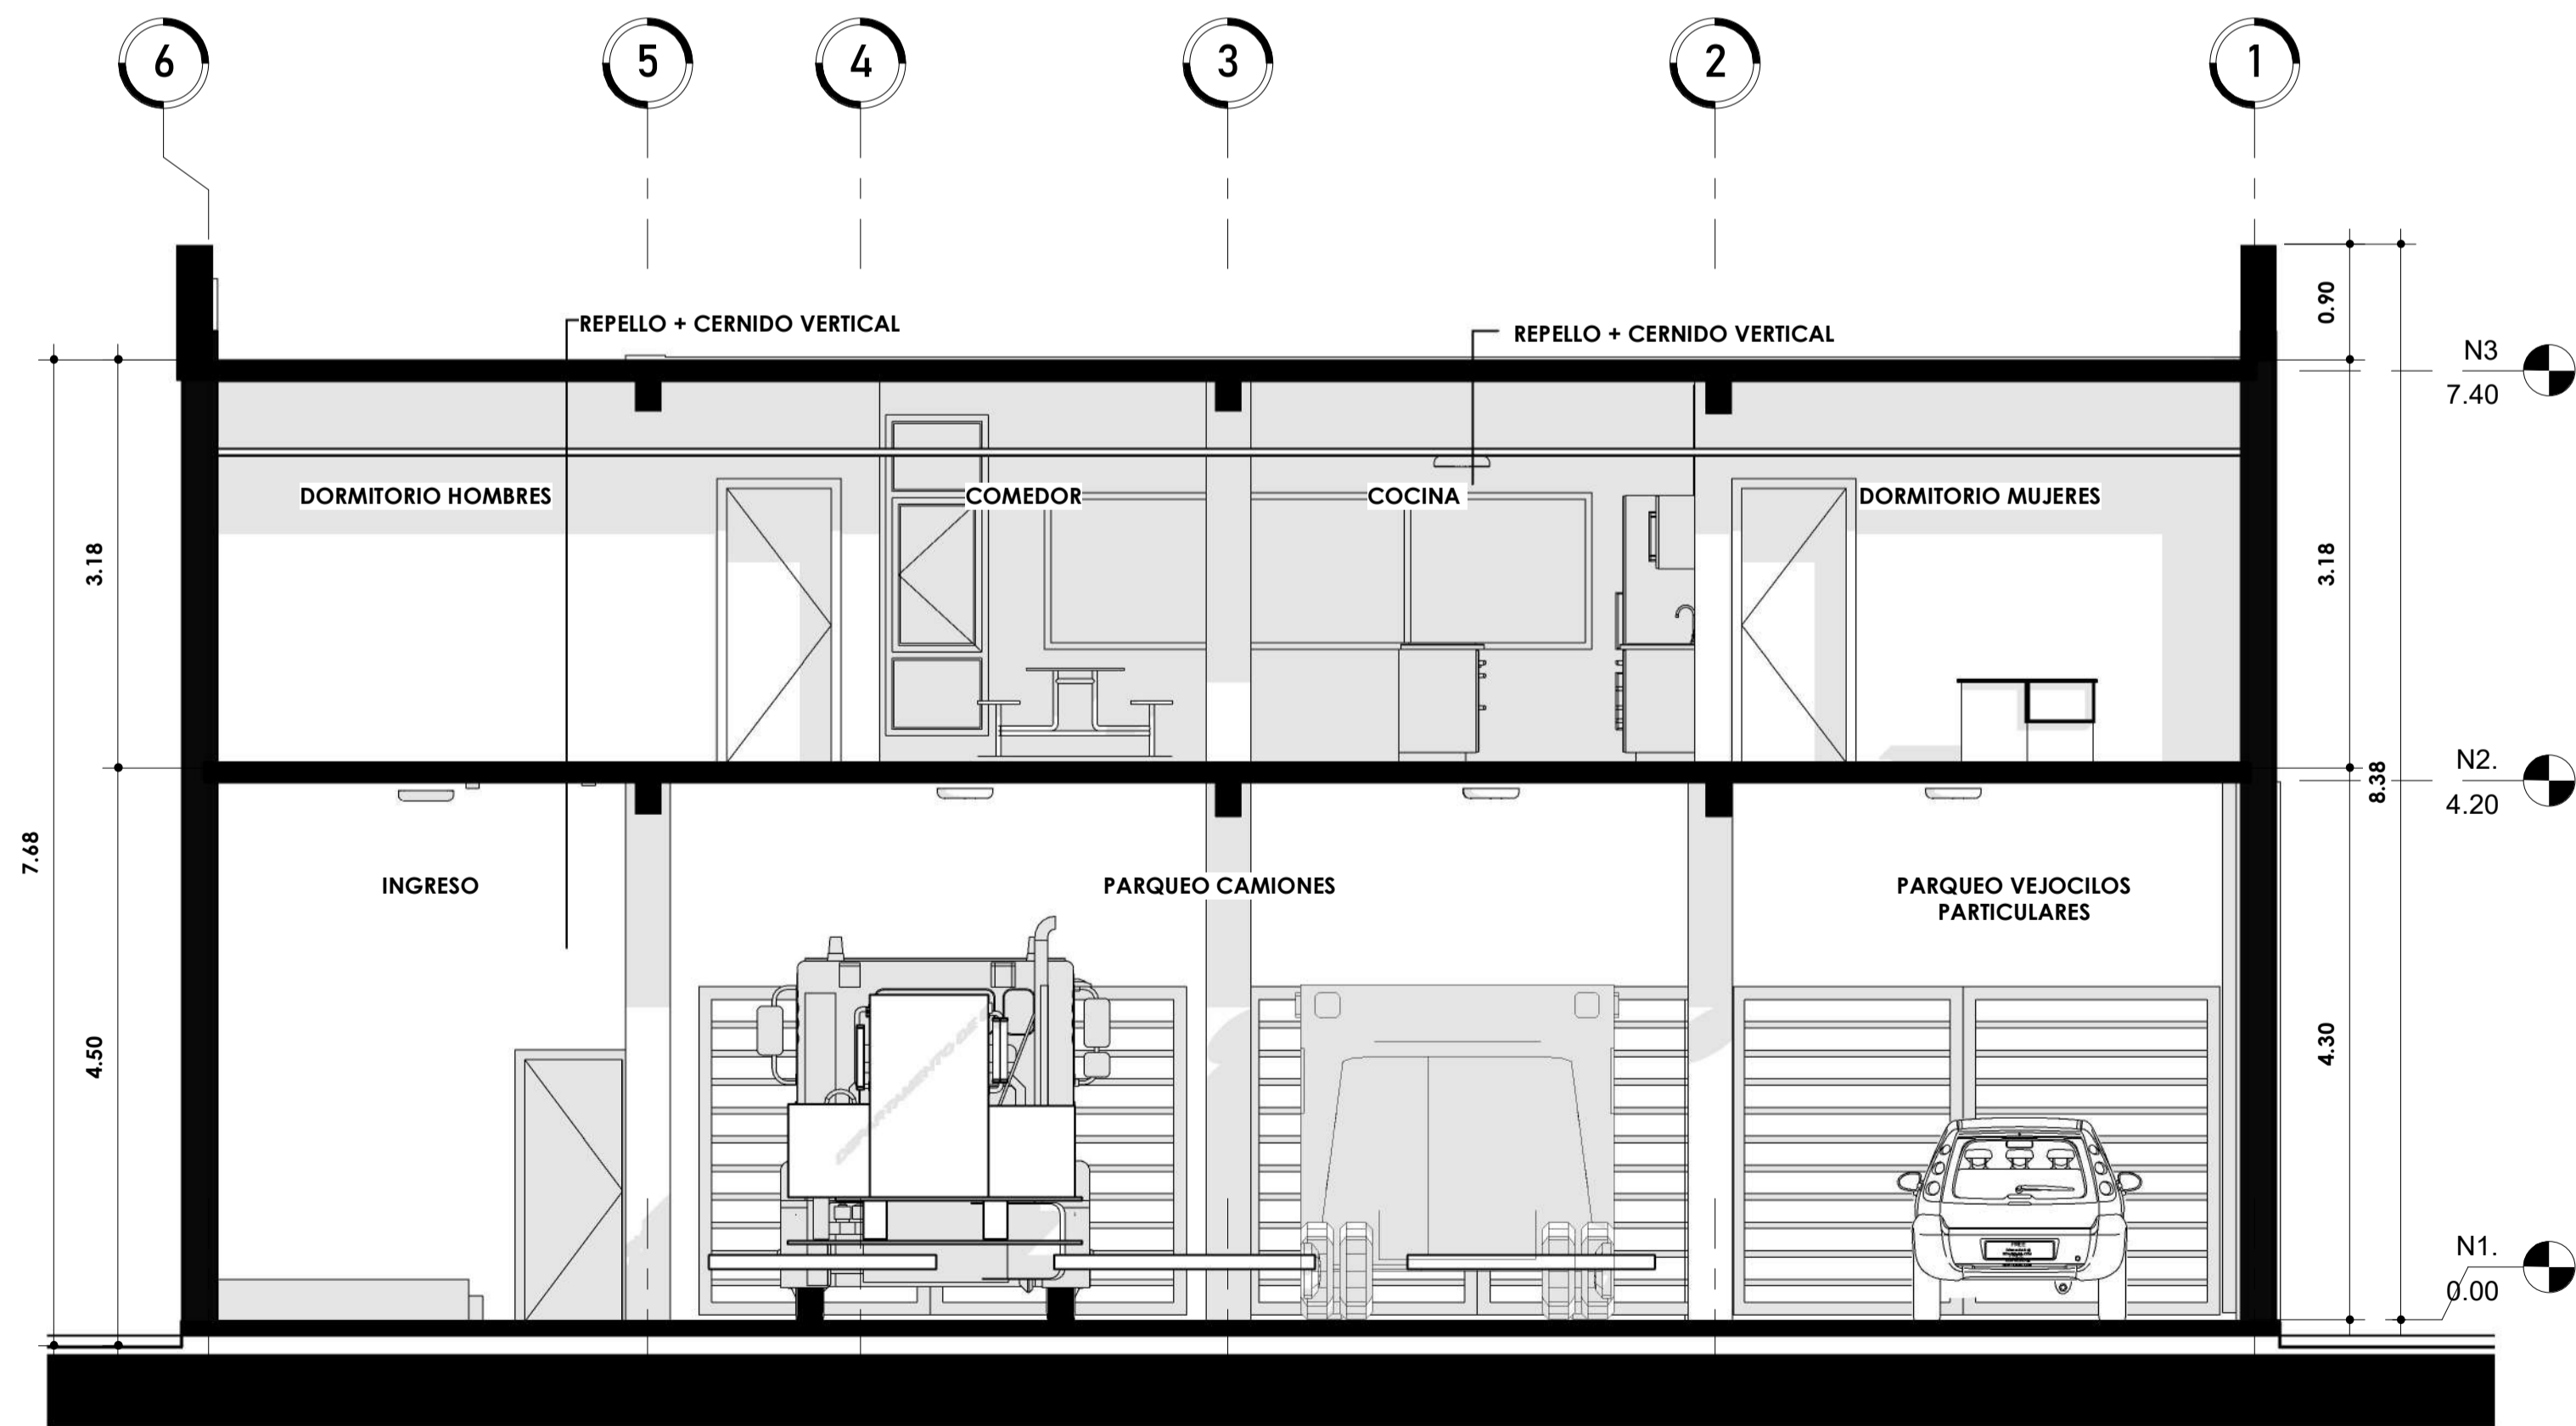 6
5
4
3
2
1
REPELLO + CERNIDO VERTICAL
REPELLO + CERNIDO VERTICAL
0.90
N3
7.40
DORMITORIO HOMBRES
COMEDOR
COCINA
DORMITORIO MUJERES
3.18
3.18
N2.
4.20
8.38
7.68
INGRESO
PARQUEO CAMIONES
PARQUEO VEJOCILOS
PARTICULARES
4.50
4.30
N1.
0.00